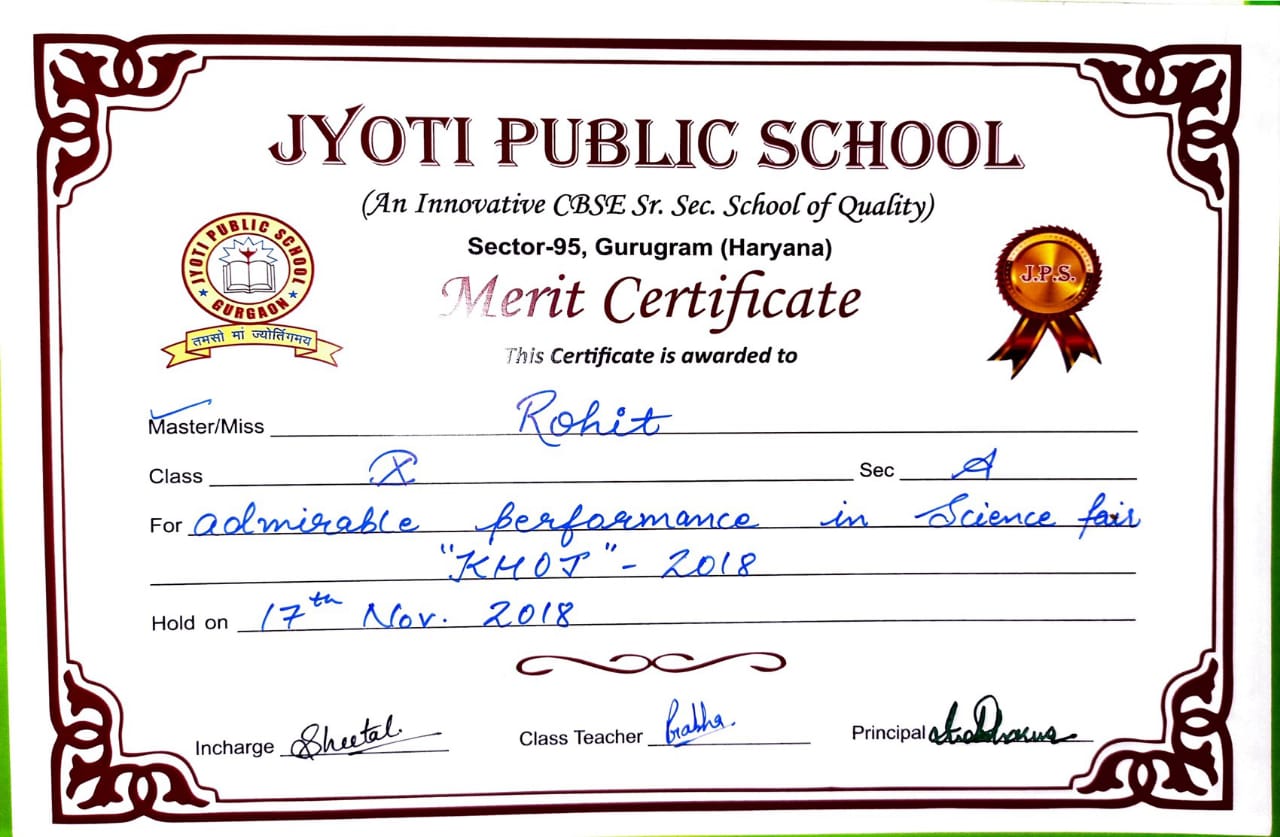 JYOTI PUBLIC SCHOOL
(An Innovative CBSE Sr. Sec. School of Quality)
Sector-95, Gurugram (Haryana)
JYOTI PUBLIC SCHOOL
GURGAON
तमसो मां ज्योर्तिगमय
J.P.S.
Merit Certificate
This Certificate is awarded to
Master/Miss Rohit
Class X Sec A
For admirable performance in Science fair
"KHOJ" - 2018
Hold on 17th Nov. 2018
Incharge Sheetal. Class Teacher Prabha. Principal